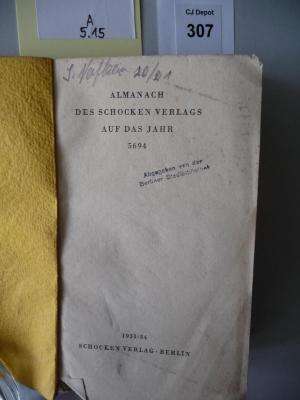 A
5.15
CJ Depot
307
20/21
ALMANACH
DES SCHOCKEN VERLAGS
AUF DAS JAHR
5694
Abgegeben von der
Berliner Stadtbibliothek
1933/34
SCHOCKEN VERLAG · BERLIN